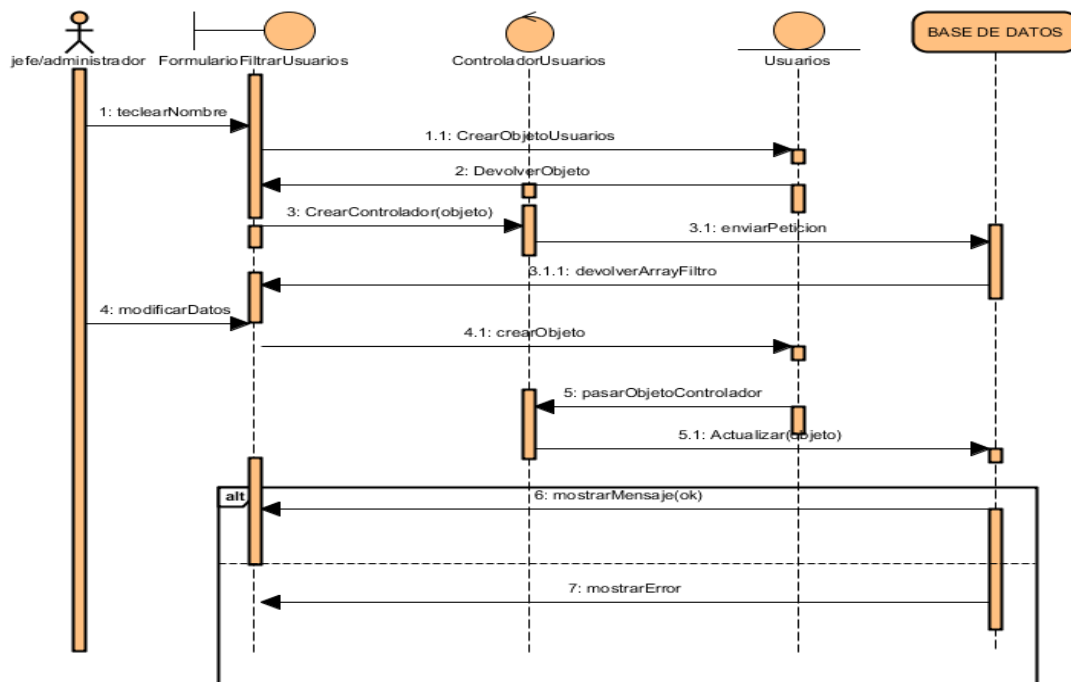 BASE DE DATOS
jefe/administrador
FormularioFiltrarUsuarios
ControladorUsuarios
Usuarios
1: teclearNombre
1.1: CrearObjetoUsuarios
2: DevolverObjeto
3: CrearControlador(objeto)
3.1: enviarPeticion
3.1.1: devolverArrayFiltro
4: modificarDatos
4.1: crearObjeto
5: pasarObjetoControlador
5.1: Actualizar(objeto)
alt
6: mostrarMensaje(ok)
7: mostrarError